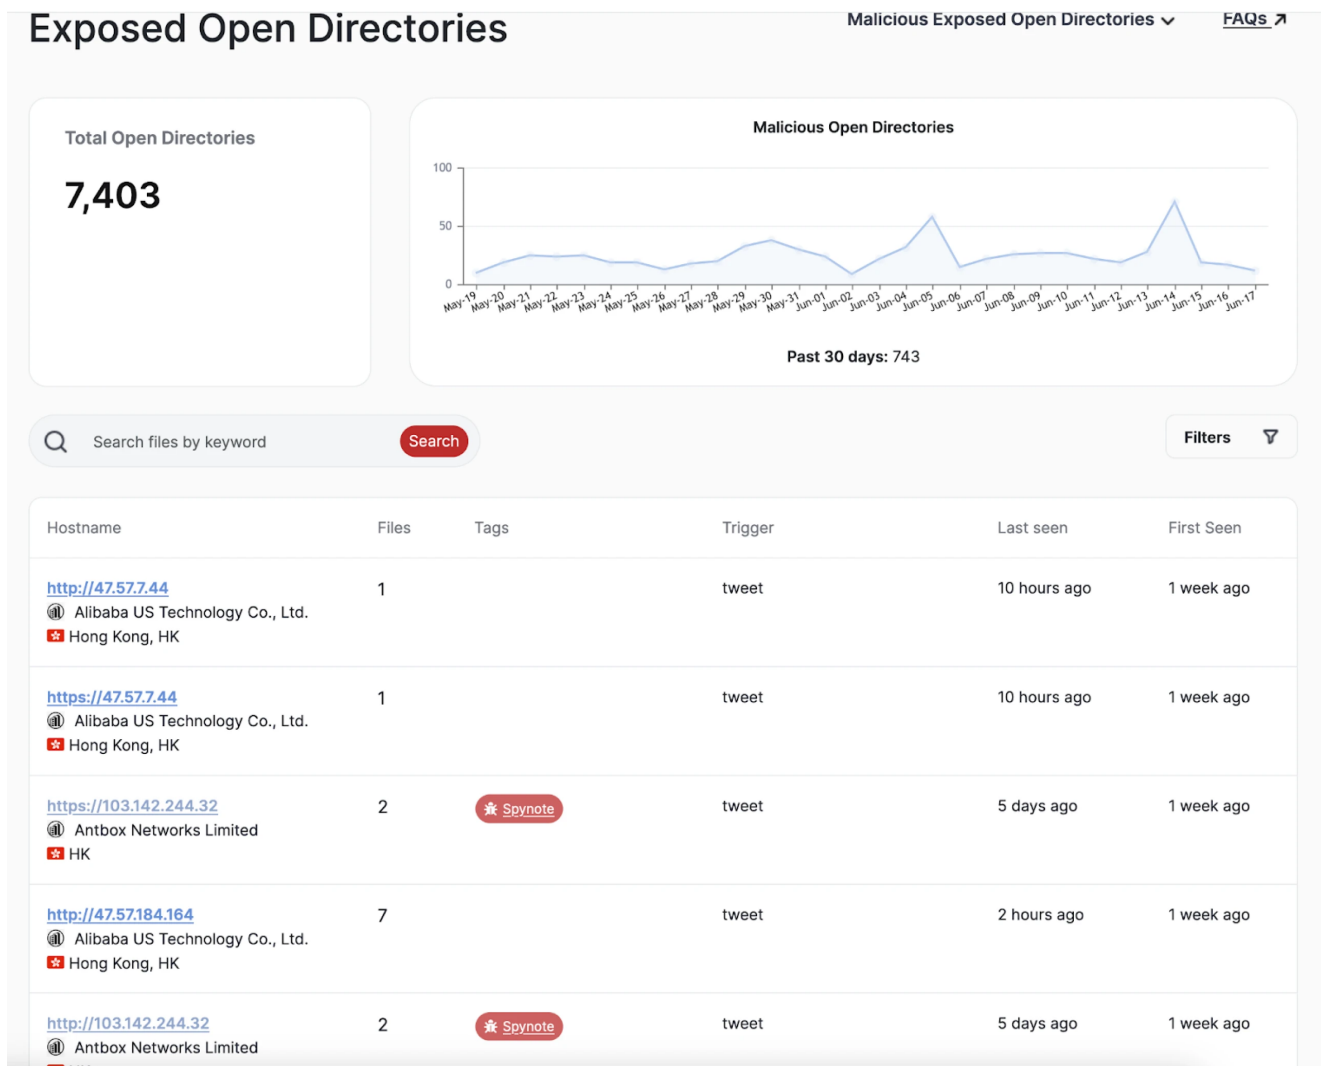 Exposed Open Directories
Malicious Exposed Open Directories
FAQs
Total Open Directories
7,403
Malicious Open Directories
100
50
0
May-19 May-20 May-21 May-22 May-23 May-24 May-25 May-26 May-27 May-28 May-29 May-30 May-31 Jun-01 Jun-02 Jun-03 Jun-04 Jun-05 Jun-06 Jun-07 Jun-08 Jun-09 Jun-10 Jun-11 Jun-12 Jun-13 Jun-14 Jun-15 Jun-16 Jun-17
Past 30 days: 743
Search files by keyword
Search
Filters
Hostname Files Tags Trigger Last seen First Seen
http://47.57.7.44 1 tweet 10 hours ago 1 week ago
Alibaba US Technology Co., Ltd.
Hong Kong, HK
https://47.57.7.44 1 tweet 10 hours ago 1 week ago
Alibaba US Technology Co., Ltd.
Hong Kong, HK
https://103.142.244.32 2 Spynote tweet 5 days ago 1 week ago
Antbox Networks Limited
HK
http://47.57.184.164 7 tweet 2 hours ago 1 week ago
Alibaba US Technology Co., Ltd.
Hong Kong, HK
http://103.142.244.32 2 Spynote tweet 5 days ago 1 week ago
Antbox Networks Limited